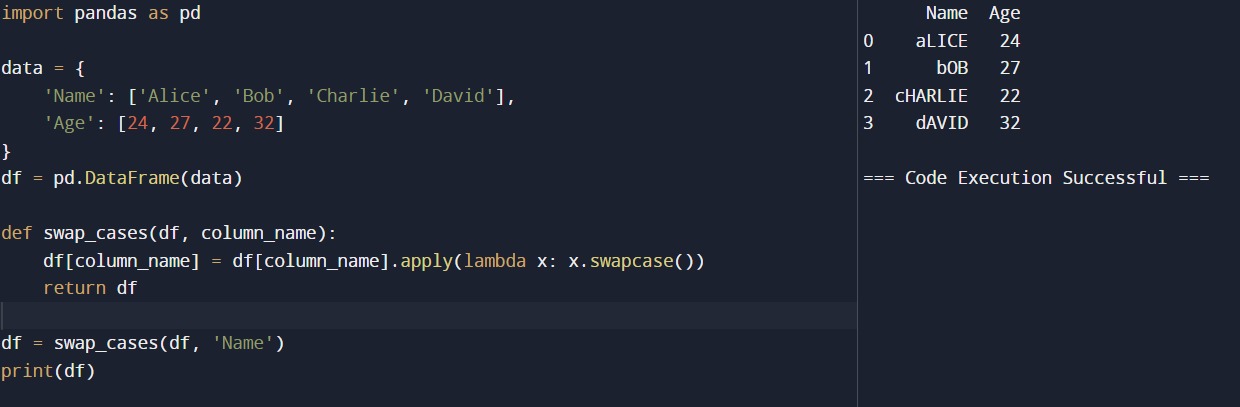 import pandas as pd
data = {
    'Name': ['Alice', 'Bob', 'Charlie', 'David'],
    'Age': [24, 27, 22, 32]
}
df = pd.DataFrame(data)
def swap_cases(df, column_name):
    df[column_name] = df[column_name].apply(lambda x: x.swapcase())
    return df
df = swap_cases(df, 'Name')
print(df)
      Name  Age
0    aLICE   24
1      bOB   27
2  cHARLIE   22
3    dAVID   32
=== Code Execution Successful ===